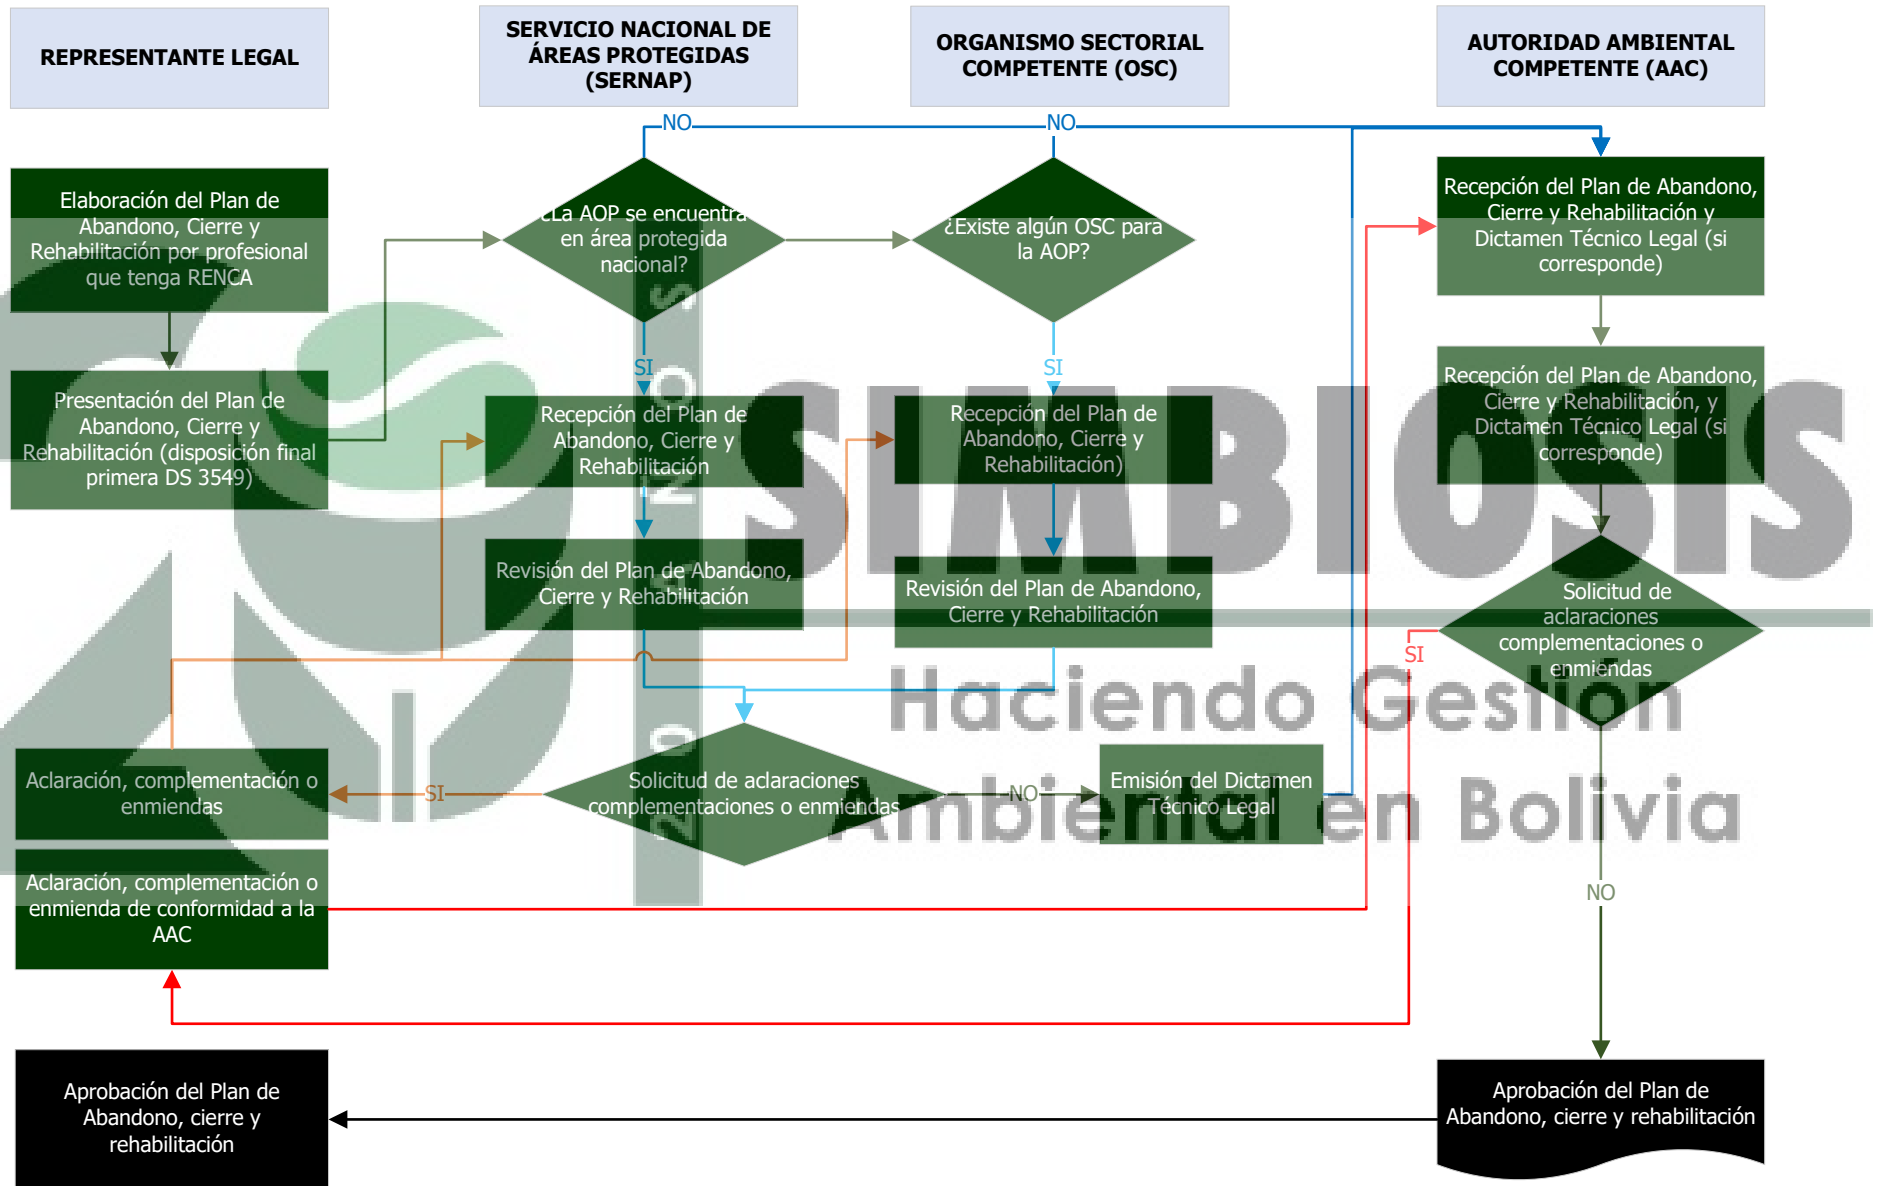 REPRESENTANTE LEGAL
SERVICIO NACIONAL DE
ÁREAS PROTEGIDAS
(SERNAP)
ORGANISMO SECTORIAL
COMPETENTE (OSC)
AUTORIDAD AMBIENTAL
COMPETENTE (AAC)
NO
NO
Elaboración del Plan de
Abandono, Cierre y
Rehabilitación por profesional
que tenga RENCA
¿La AOP se encuentra
en área protegida
nacional?
¿Existe algún OSC para
la AOP?
Recepción del Plan de Abandono,
Cierre y Rehabilitación y
Dictamen Técnico Legal (si
corresponde)
SI
SI
Presentación del Plan de
Abandono, Cierre y
Rehabilitación (disposición final
primera DS 3549)
Recepción del Plan de
Abandono, Cierre y
Rehabilitación
Recepción del Plan de
Abandono, Cierre y
Rehabilitación)
Recepción del Plan de Abandono,
Cierre y Rehabilitación, y
Dictamen Técnico Legal (si
corresponde)
SIMBIOSIS
Revisión del Plan de Abandono,
Cierre y Rehabilitación
Revisión del Plan de Abandono,
Cierre y Rehabilitación
Solicitud de
aclaraciones
complementaciones o
enmiendas
SI
Haciendo Gestión
Ambiental en Bolivia
Aclaración, complementación o
enmiendas
SI
Solicitud de aclaraciones
complementaciones o enmiendas
NO
Emisión del Dictamen
Técnico Legal
Aclaración, complementación o
enmienda de conformidad a la
AAC
NO
Aprobación del Plan de
Abandono, cierre y
rehabilitación
Aprobación del Plan de
Abandono, cierre y rehabilitación